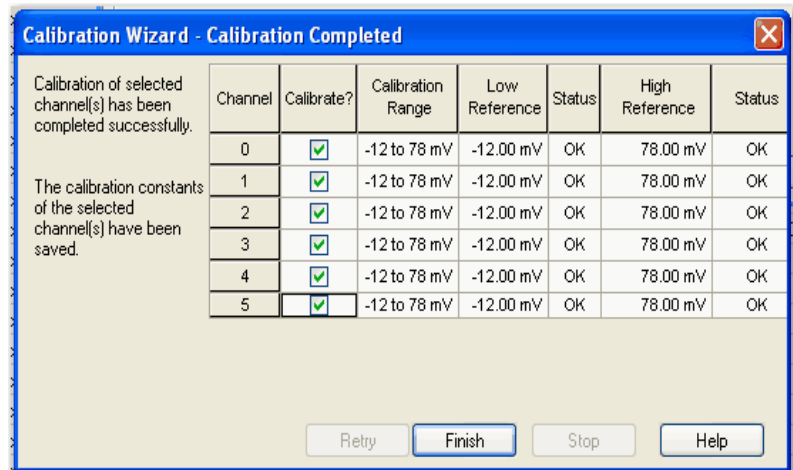 Calibration Wizard - Calibration Completed
Calibration of selected
channel(s) has been
completed successfully.
The calibration constants
of the selected
channel(s) have been
saved.
Channel Calibrate? Calibration Range Low Reference Status High Reference Status
0 -12 to 78 mV -12.00 mV OK 78.00 mV OK
1 -12 to 78 mV -12.00 mV OK 78.00 mV OK
2 -12 to 78 mV -12.00 mV OK 78.00 mV OK
3 -12 to 78 mV -12.00 mV OK 78.00 mV OK
4 -12 to 78 mV -12.00 mV OK 78.00 mV OK
5 -12 to 78 mV -12.00 mV OK 78.00 mV OK
Retry Finish Stop Help